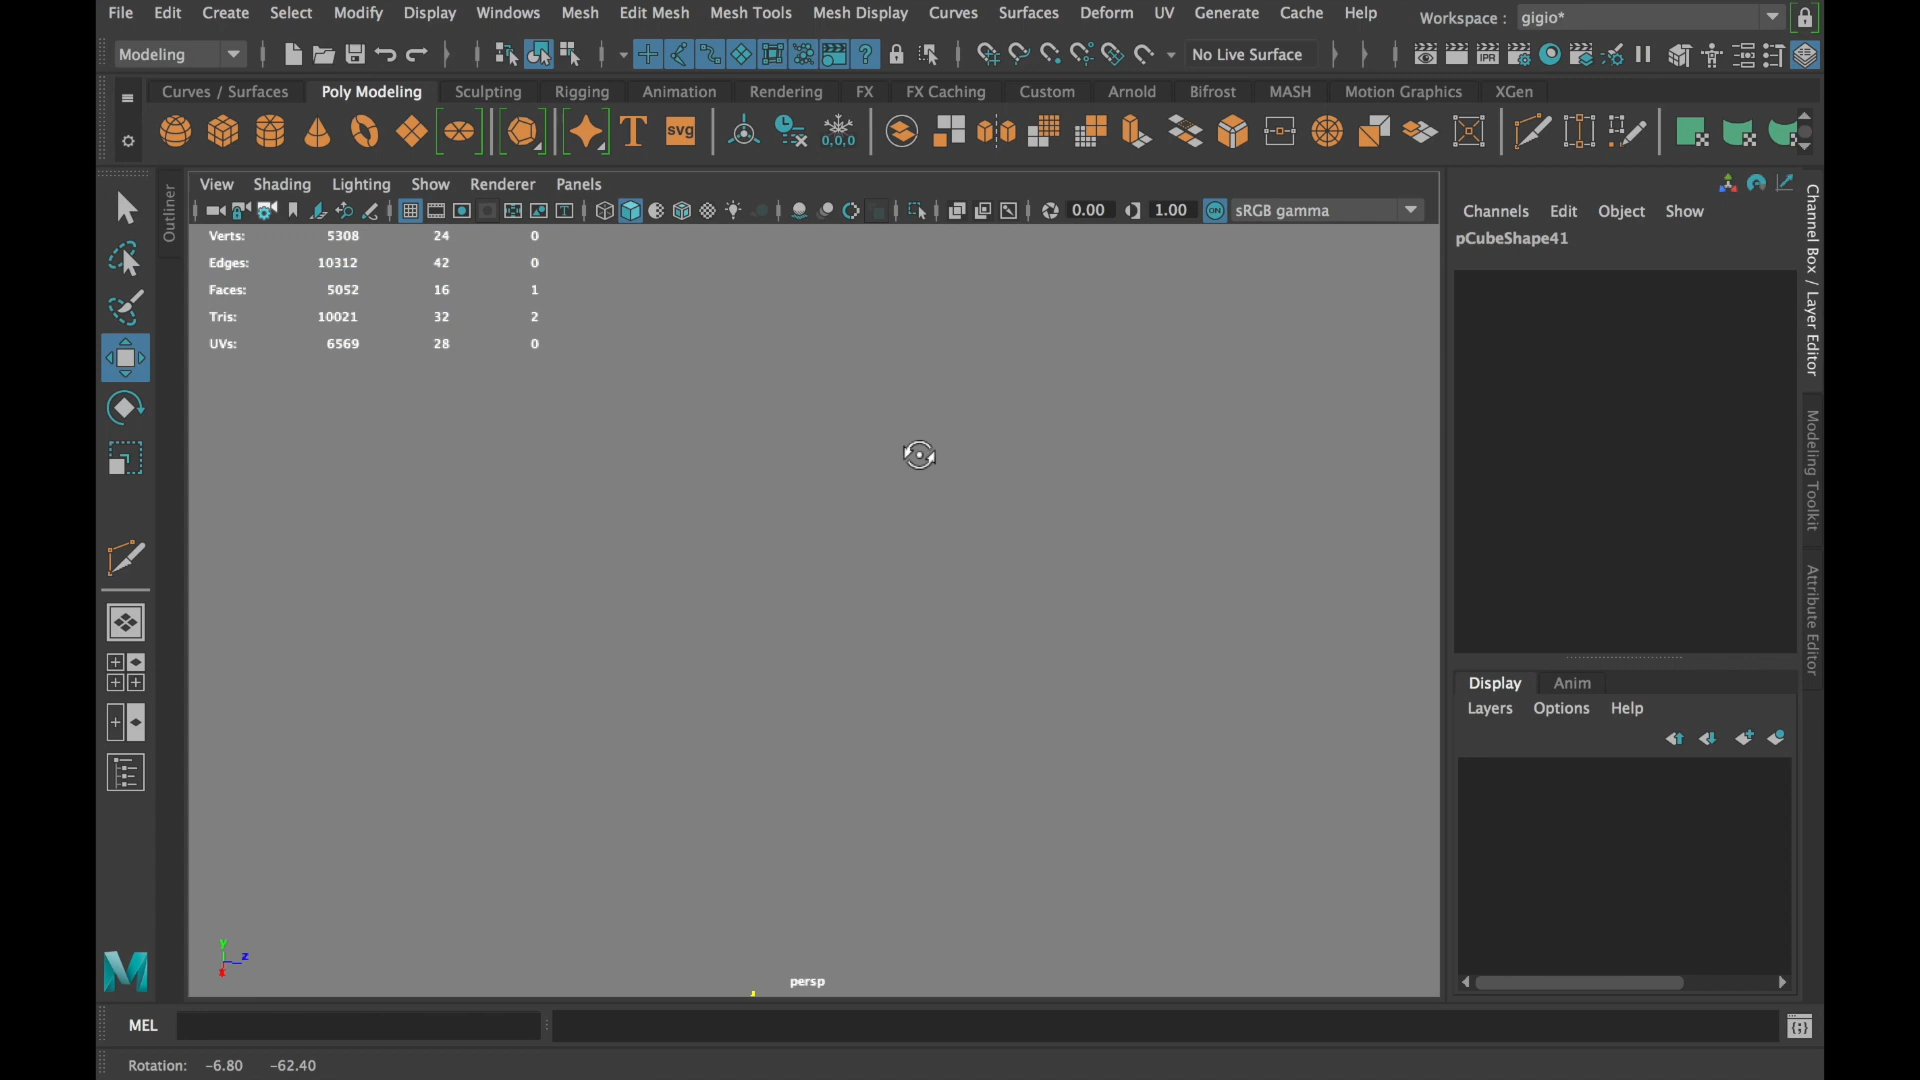 File Edit Create Select Modify Display Windows Mesh Edit Mesh Mesh Tools Mesh Display Curves Surfaces Deform UV Generate Cache Help Workspace : gigio*
Modeling No Live Surface IPR
Curves / Surfaces Poly Modeling Sculpting Rigging Animation Rendering FX FX Caching Custom Arnold Bifrost MASH Motion Graphics XGen
T svg 0,0,0
View Shading Lighting Show Renderer Panels
0.00 1.00 ON sRGB gamma
Outliner
Verts: 5308 24 0
Edges: 10312 42 0
Faces: 5052 16 1
Tris: 10021 32 2
UVs: 6569 28 0
y
z
x
persp
Channels Edit Object Show
pCubeShape41
Channel Box / Layer Editor
Modeling Toolkit
Attribute Editor
Display Anim
Layers Options Help
M
MEL
Rotation: -6.80 -62.40